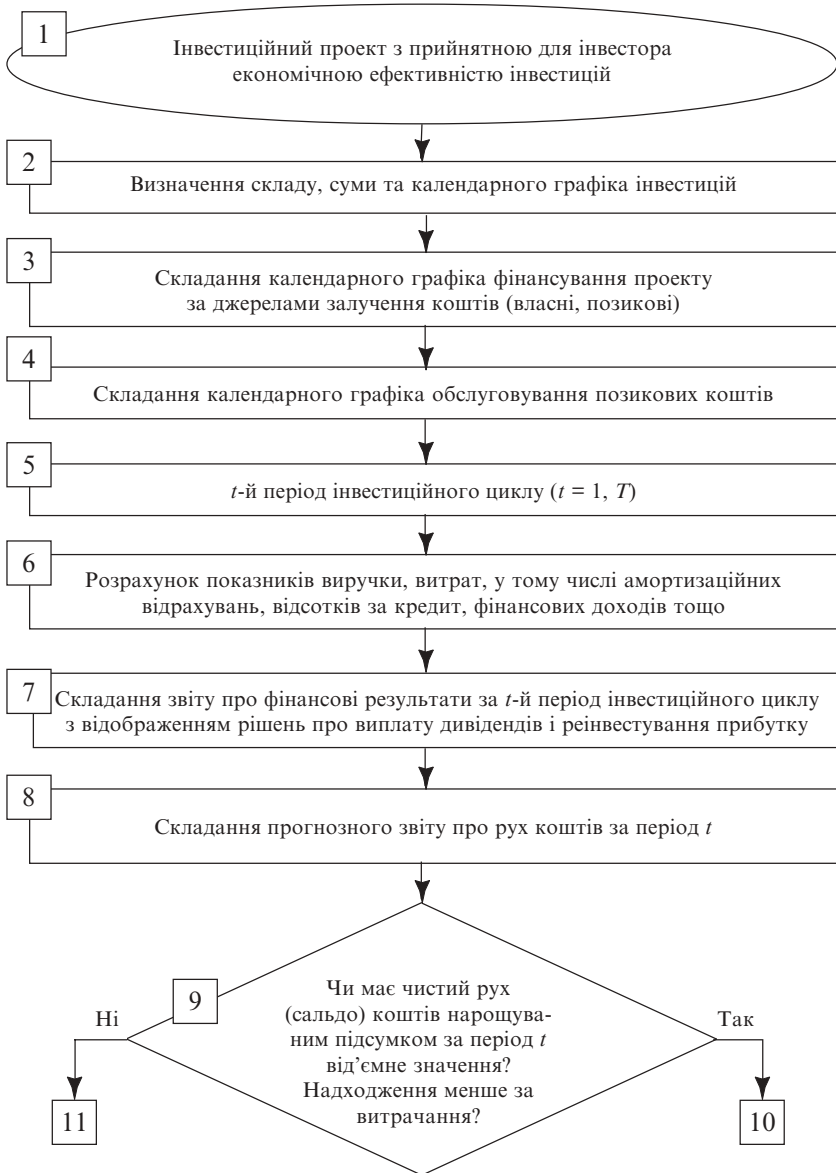 1
Інвестиційний проект з прийнятною для інвестора
економічною ефективністю інвестицій
2
Визначення складу, суми та календарного графіка інвестицій
3
Складання календарного графіка фінансування проекту
за джерелами залучення коштів (власні, позикові)
4
Складання календарного графіка обслуговування позикових коштів
5
t-й період інвестиційного циклу (t = 1, T)
6
Розрахунок показників виручки, витрат, у тому числі амортизаційних
відрахувань, відсотків за кредит, фінансових доходів тощо
7
Складання звіту про фінансові результати за t-й період інвестиційного циклу
з відображенням рішень про виплату дивідендів і реінвестування прибутку
8
Складання прогнозного звіту про рух коштів за період t
9
Чи має чистий рух
(сальдо) коштів нарощува-
ним підсумком за період t
від’ємне значення?
Надходження менше за
витрачання?
Ні
Так
11
10